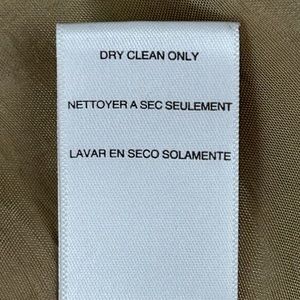 DRY CLEAN ONLY
NETTOYER A SEC SEULEMENT
LAVAR EN SECO SOLAMENTE